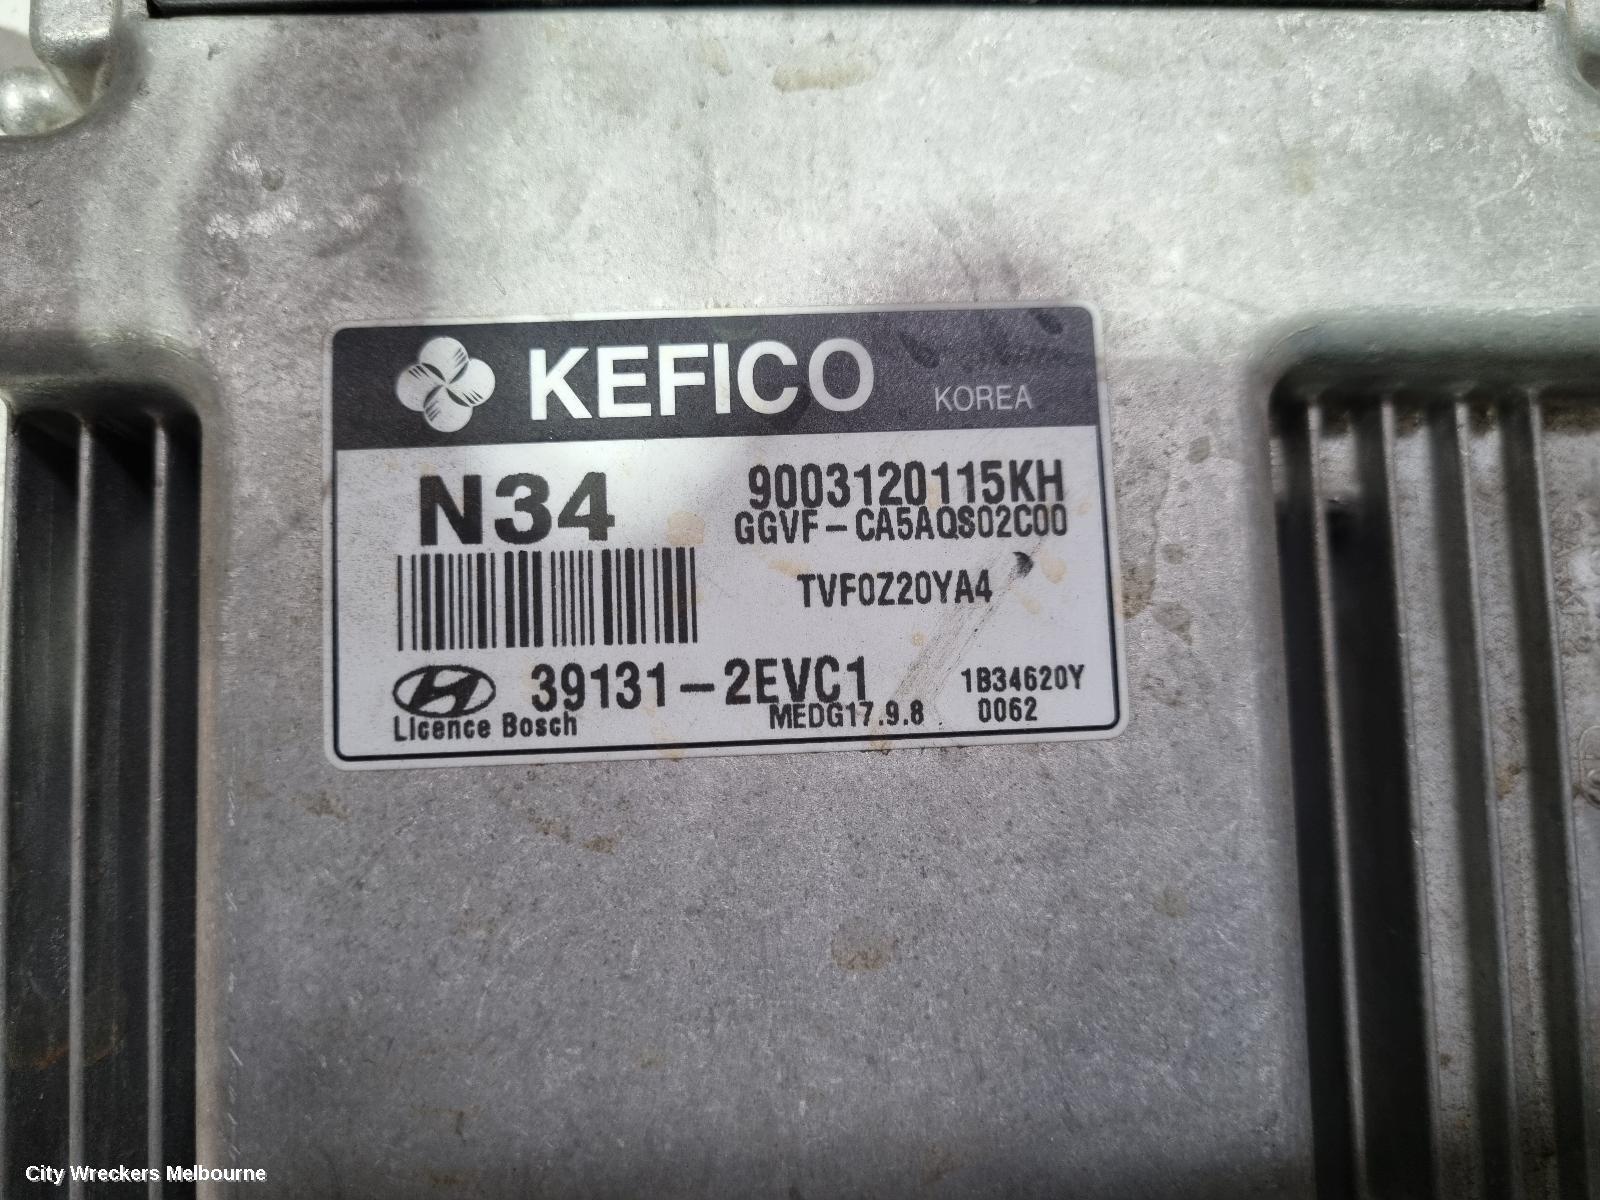 KEFICO KOREA
N34 9003120115KH
GGVF-CA5AQS02C00
TVF0Z20YA4
39131-2EVC1 1B34620Y
Licence Bosch MEDG17.9.8 0062
City Wreckers Melbourne